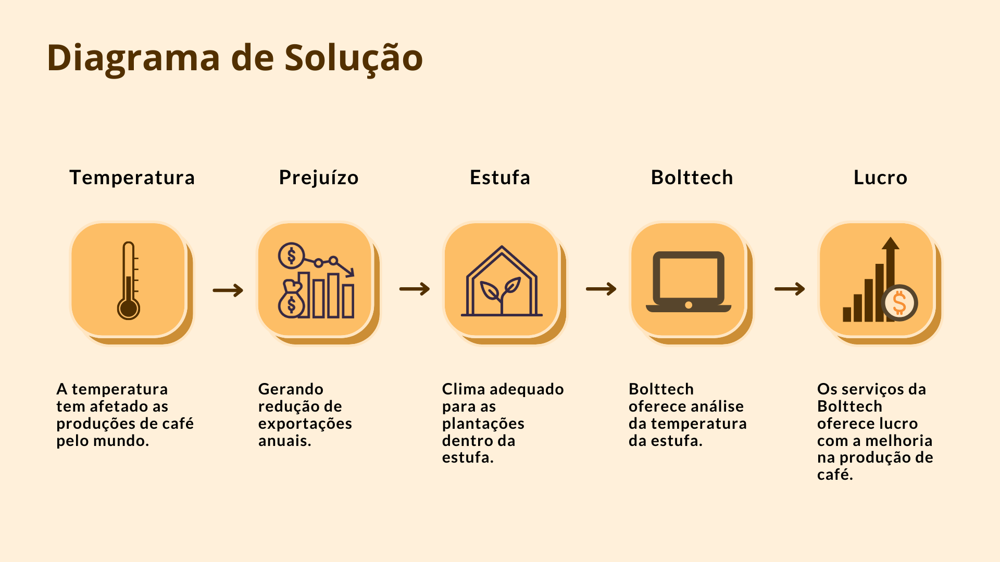 Diagrama de Solução
Temperatura
Prejuízo
Estufa
Bolttech
Lucro
$
$
$
A temperatura
tem afetado as
produções de café
pelo mundo.
Gerando
redução de
exportações
anuais.
Clima adequado
para as
plantações
dentro da
estufa.
Bolttech
oferece análise
da temperatura
da estufa.
Os serviços da
Bolttech
oferece lucro
com a melhoria
na produção de
café.